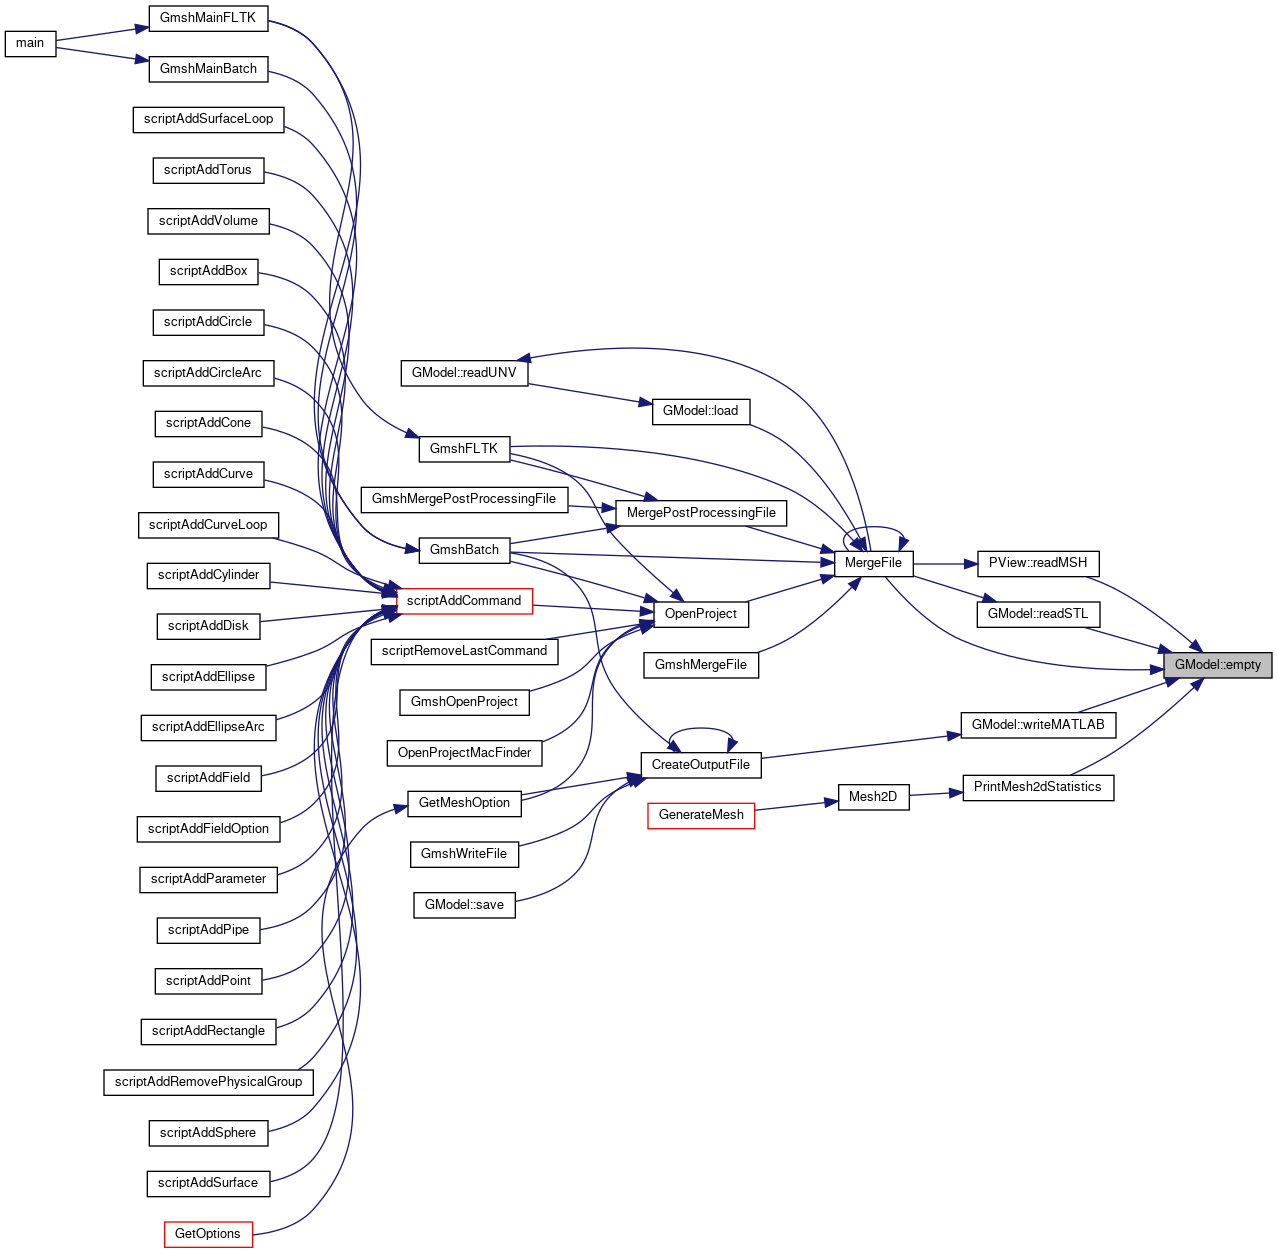 main
GmshMainFLTK
GmshMainBatch
scriptAddSurfaceLoop
scriptAddTorus
scriptAddVolume
scriptAddBox
scriptAddCircle
scriptAddCircleArc
scriptAddCone
scriptAddCurve
scriptAddCurveLoop
scriptAddCylinder
scriptAddDisk
scriptAddEllipse
scriptAddEllipseArc
scriptAddField
scriptAddFieldOption
scriptAddParameter
scriptAddPipe
scriptAddPoint
scriptAddRectangle
scriptAddRemovePhysicalGroup
scriptAddSphere
scriptAddSurface
GetOptions
GModel::readUNV
GmshFLTK
GmshMergePostProcessingFile
GmshBatch
scriptAddCommand
scriptRemoveLastCommand
GmshOpenProject
OpenProjectMacFinder
GetMeshOption
GmshWriteFile
GModel::save
GModel::load
MergePostProcessingFile
OpenProject
GmshMergeFile
CreateOutputFile
GenerateMesh
MergeFile
Mesh2D
PView::readMSH
GModel::readSTL
GModel::writeMATLAB
PrintMesh2dStatistics
GModel::empty